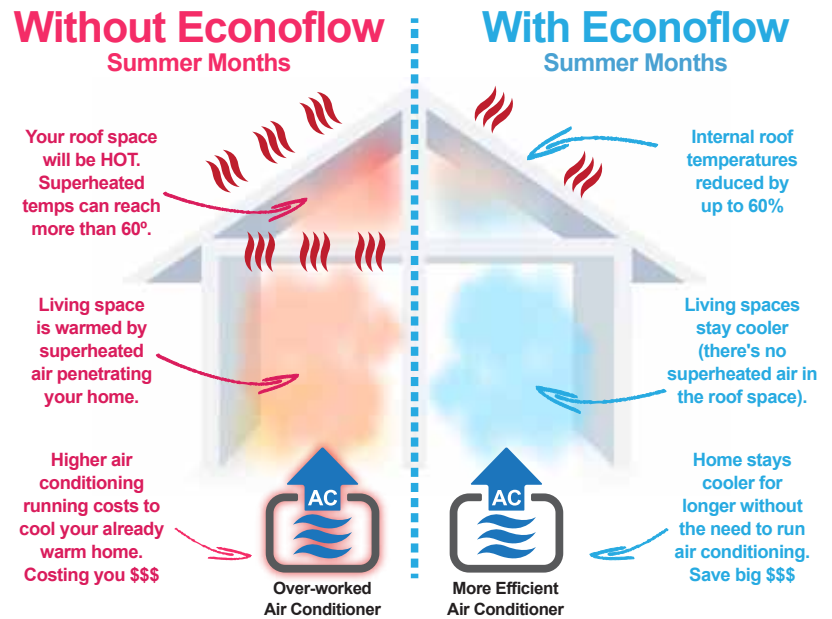 Without Econoflow
Summer Months
Your roof space
will be HOT.
Superheated
temps can reach
more than 60º.
Living space
is warmed by
superheated
air penetrating
your home.
Higher air
conditioning
running costs to
cool your already
warm home.
Costing you $$$
AC
Over-worked
Air Conditioner
With Econoflow
Summer Months
Internal roof
temperatures
reduced by
up to 60%
Living spaces
stay cooler
(there's no
superheated air in
the roof space).
Home stays
cooler for
longer without
the need to run
air conditioning.
Save big $$$
AC
More Efficient
Air Conditioner